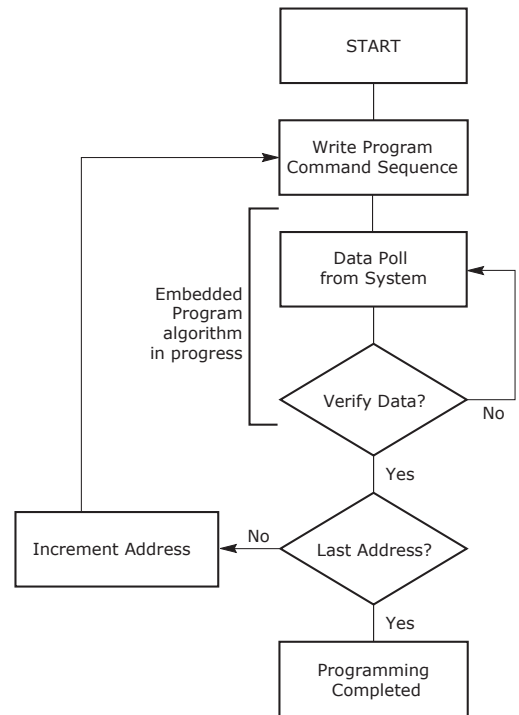 START
Write Program
Command Sequence
Data Poll
from System
Embedded
Program
algorithm
in progress
Verify Data?
No
Yes
Increment Address
No
Last Address?
Yes
Programming
Completed